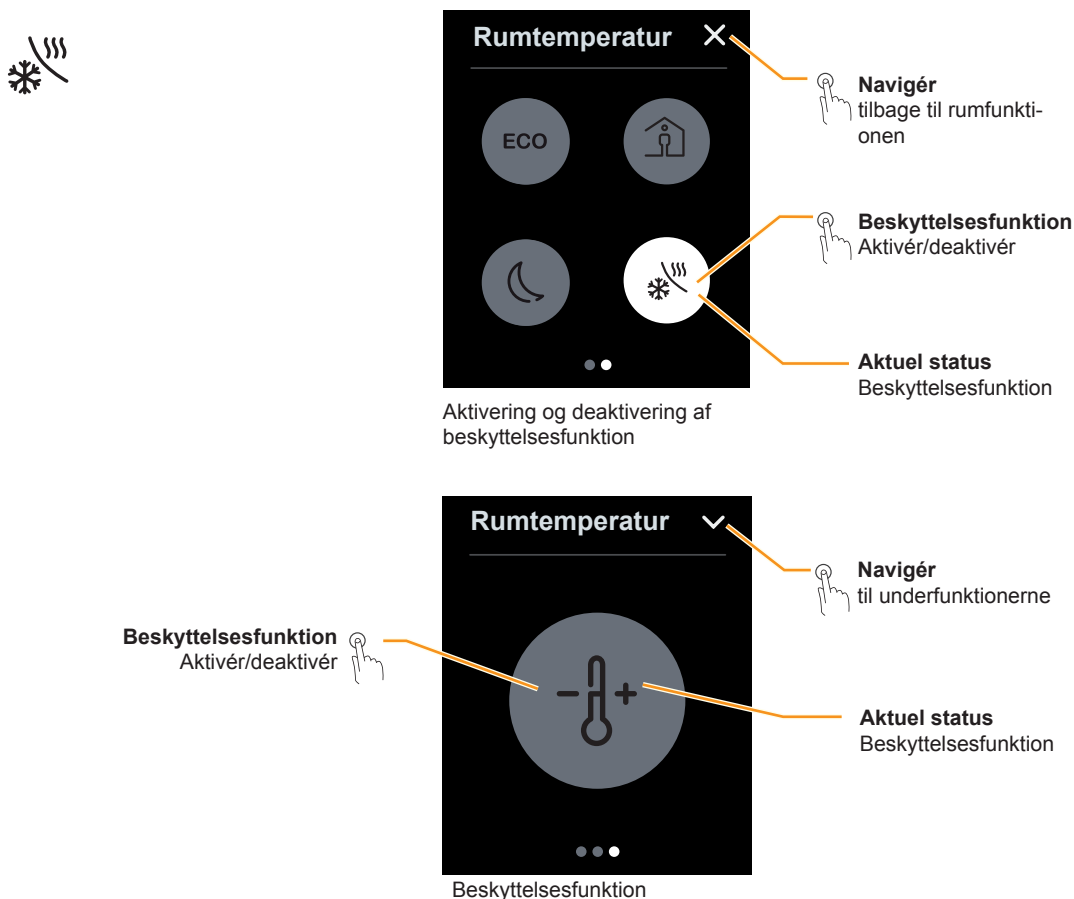 Rumtemperatur
Navigér
tilbage til rumfunkti-
onen
ECO
Beskyttelsesfunktion
Aktivér/deaktivér
Aktuel status
Beskyttelsesfunktion
Aktivering og deaktivering af
beskyttelsesfunktion
Rumtemperatur
Navigér
til underfunktionerne
Beskyttelsesfunktion
Aktivér/deaktivér
Aktuel status
Beskyttelsesfunktion
Beskyttelsesfunktion